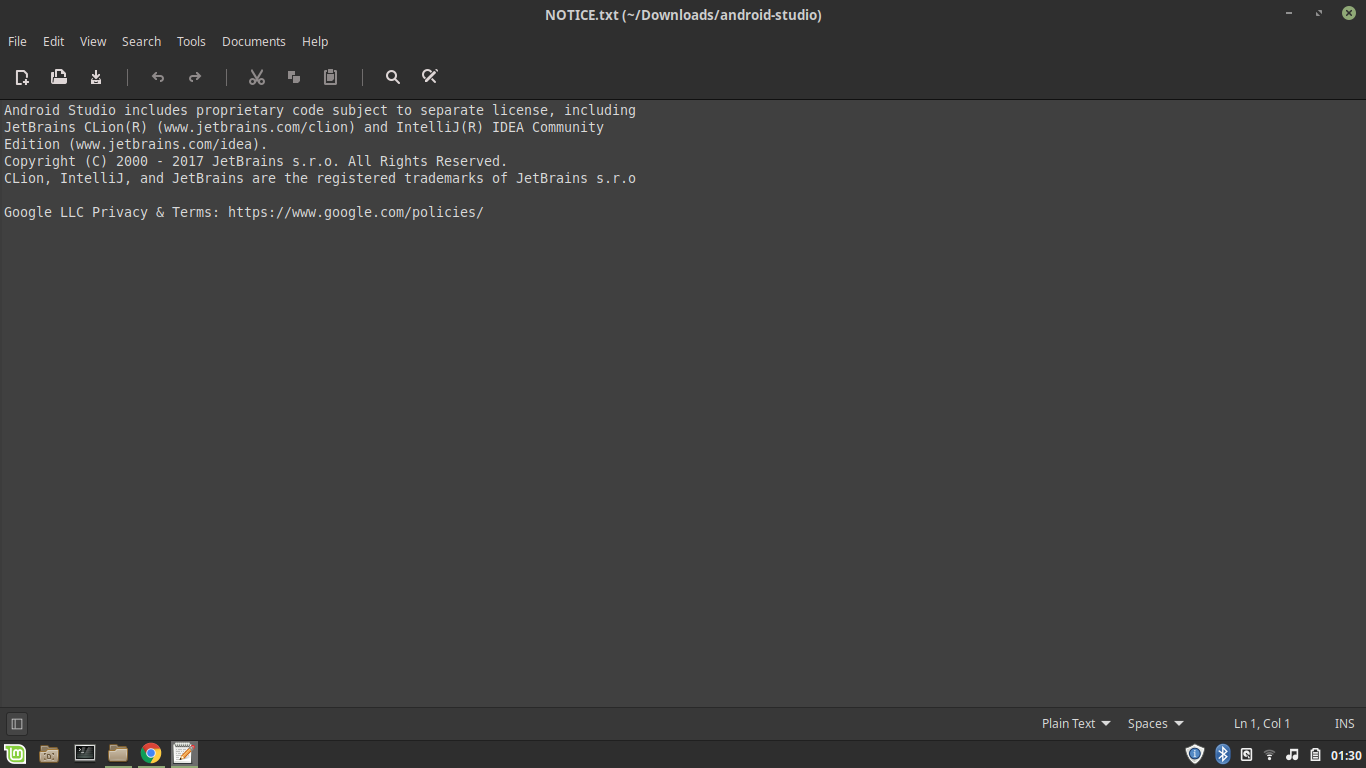 NOTICE.txt (~/Downloads/android-studio)
File Edit View Search Tools Documents Help
Android Studio includes proprietary code subject to separate license, including
JetBrains CLion(R) (www.jetbrains.com/clion) and IntelliJ(R) IDEA Community
Edition (www.jetbrains.com/idea).
Copyright (C) 2000 - 2017 JetBrains s.r.o. All Rights Reserved.
CLion, IntelliJ, and JetBrains are the registered trademarks of JetBrains s.r.o
Google LLC Privacy & Terms: https://www.google.com/policies/
Plain Text Spaces Ln 1, Col 1 INS
01:30